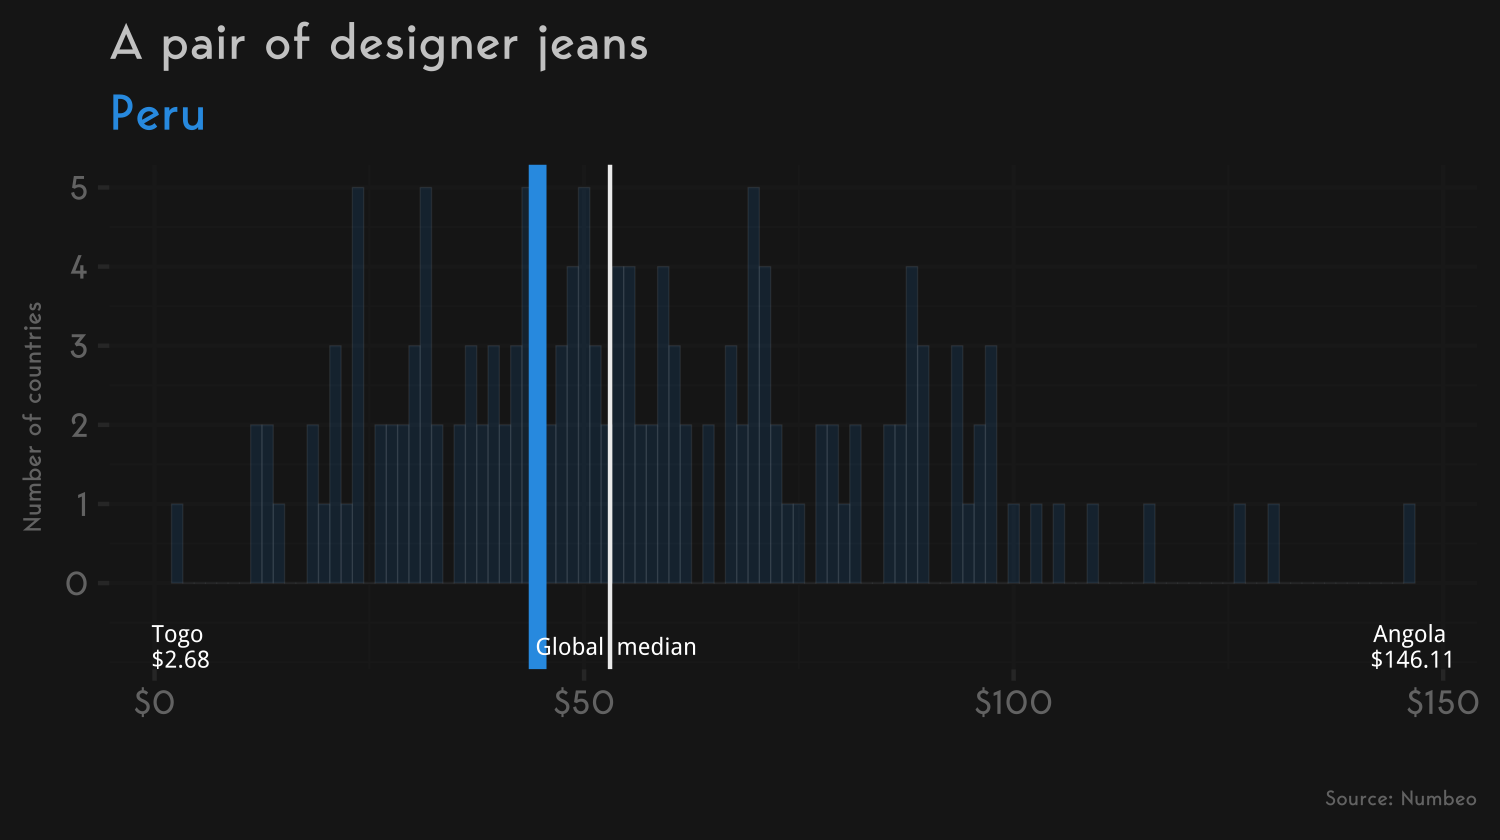 A pair of designer jeans
Peru
Number of countries
5
4
3
2
1
0
Togo
$2.68
Global median
Angola
$146.11
$0
$50
$100
$150
Source: Numbeo